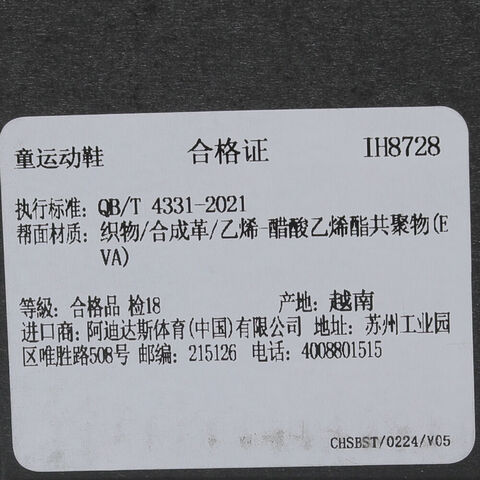 童运动鞋 合格证 IH8728
执行标准: QB/T 4331-2021
帮面材质: 织物/合成革/乙烯-醋酸乙烯酯共聚物(E
VA)
等級: 合格品 检18 产地: 越南
进口商: 阿迪达斯体育(中国)有限公司 地址: 苏州工业园
区唯胜路508号 邮编: 215126 电话: 4008801515
CHSBST/0224/V05